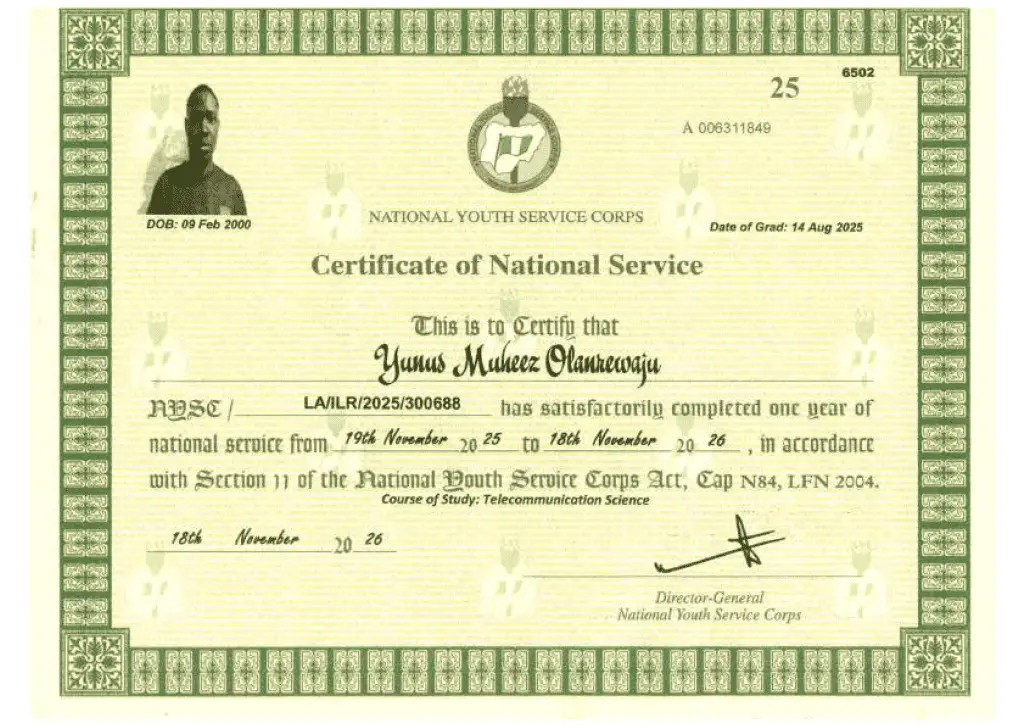 6502
25
A 006311849
DOB: 09 Feb 2000
NATIONAL YOUTH SERVICE CORPS
Date of Grad: 14 Aug 2025
Certificate of National Service
This is to Certify that
Yunus Muheez Olanrewaju
NYSC/ LA/ILR/2025/300688 has satisfactorily completed one year of
national service from 19th November 20 25 to 18th November 20 26 , in accordance
with Section 11 of the National Youth Service Corps Act, Cap N84, LFN 2004.
Course of Study: Telecommunication Science
18th November 20 26
Director-General
National Youth Service Corps